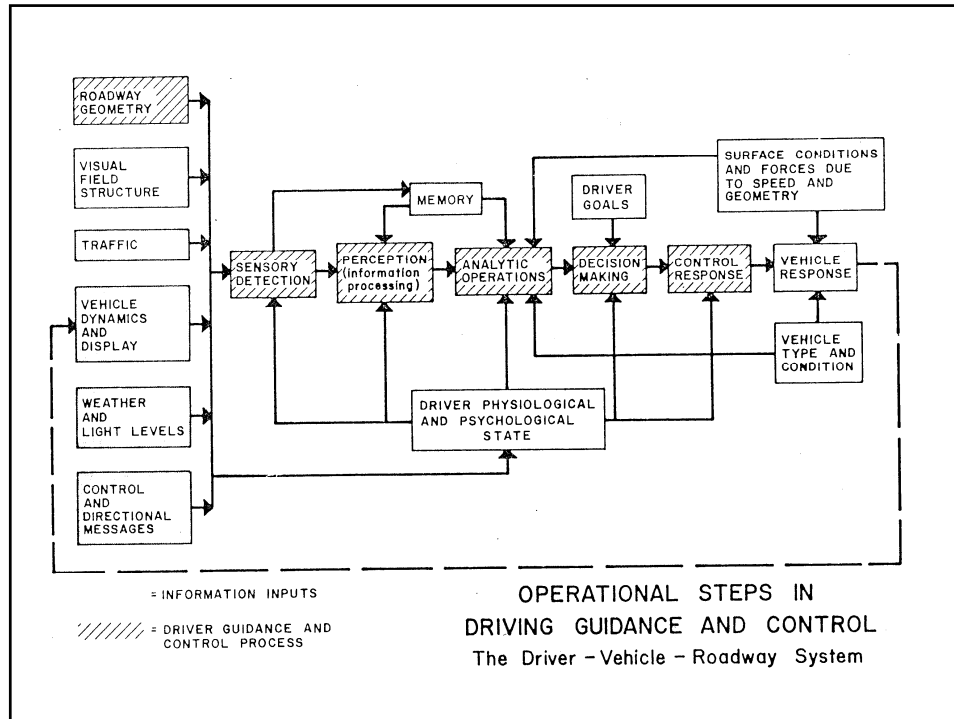 ROADWAY
GEOMETRY
VISUAL
FIELD
STRUCTURE
TRAFFIC
VEHICLE
DYNAMICS
AND
DISPLAY
WEATHER
AND
LIGHT LEVELS
CONTROL
AND
DIRECTIONAL
MESSAGES
SENSORY
DETECTION
MEMORY
PERCEPTION
(information
processing)
ANALYTIC
OPERATIONS
DRIVER
GOALS
DECISION
MAKING
CONTROL
RESPONSE
SURFACE CONDITIONS
AND FORCES DUE
TO SPEED AND
GEOMETRY
VEHICLE
RESPONSE
VEHICLE
TYPE AND
CONDITION
DRIVER PHYSIOLOGICAL
AND PSYCHOLOGICAL
STATE
= INFORMATION INPUTS
= DRIVER GUIDANCE AND
CONTROL PROCESS
OPERATIONAL STEPS IN
DRIVING GUIDANCE AND CONTROL
The Driver - Vehicle - Roadway System